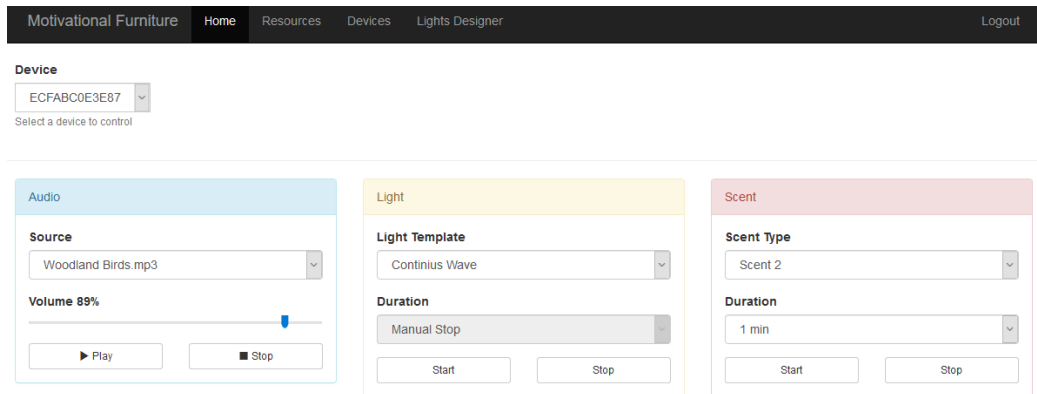 Motivational Furniture Home Resources Devices Lights Designer Logout
Device
ECFABC0E3E87
Select a device to control
Audio
Source
Woodland Birds.mp3
Volume 89%
Play Stop
Light
Light Template
Continius Wave
Duration
Manual Stop
Start Stop
Scent
Scent Type
Scent 2
Duration
1 min
Start Stop